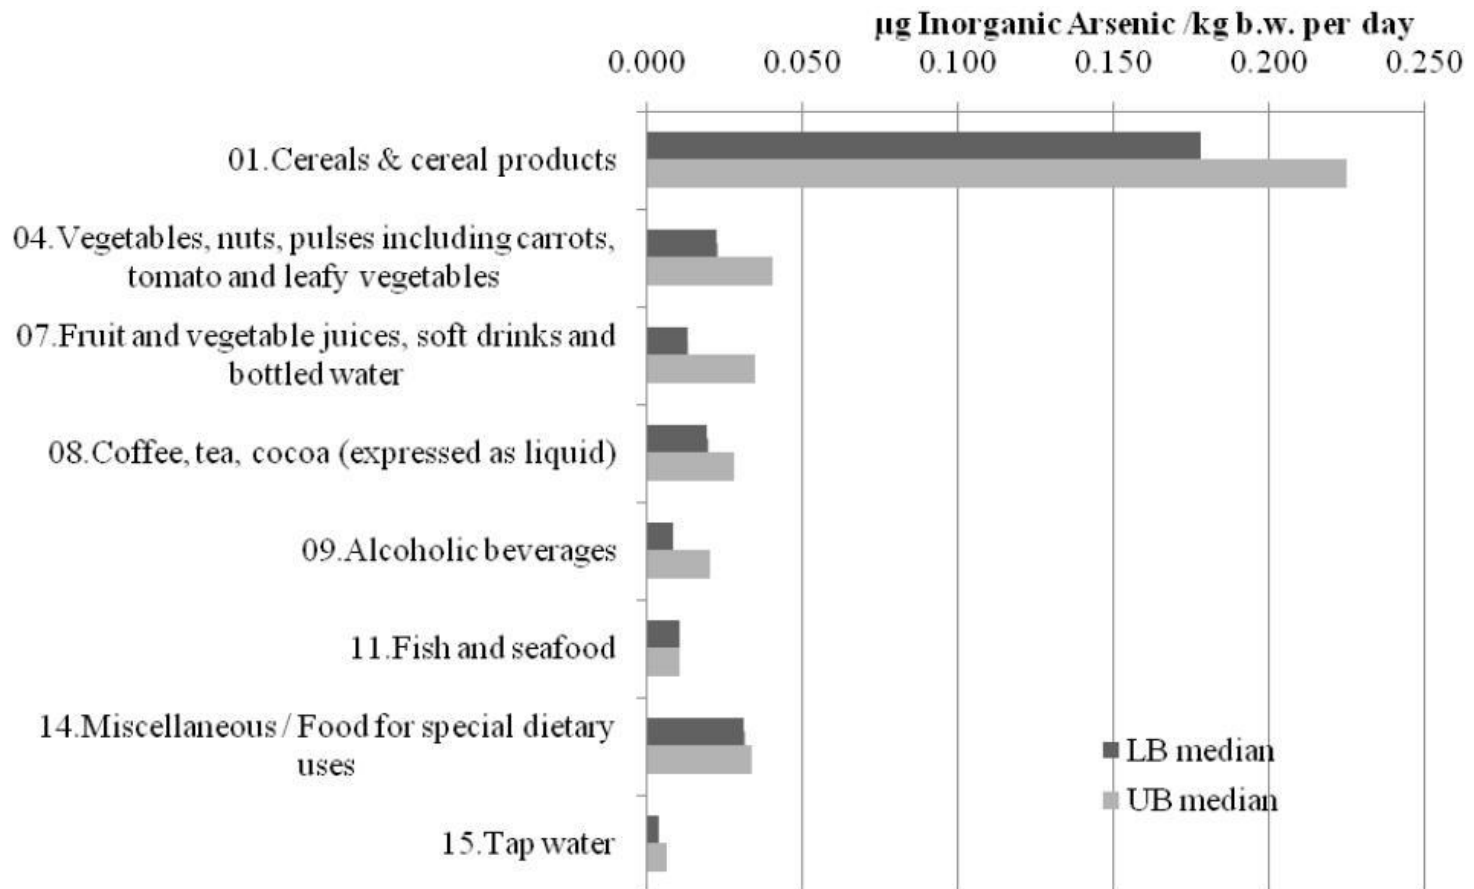 µg Inorganic Arsenic /kg b.w. per day
0.000 0.050 0.100 0.150 0.200 0.250
01.Cereals & cereal products
04.Vegetables, nuts, pulses including carrots,
tomato and leafy vegetables
07.Fruit and vegetable juices, soft drinks and
bottled water
08.Coffee, tea, cocoa (expressed as liquid)
09.Alcoholic beverages
11.Fish and seafood
14.Miscellaneous / Food for special dietary
uses
15.Tap water
LB median
UB median